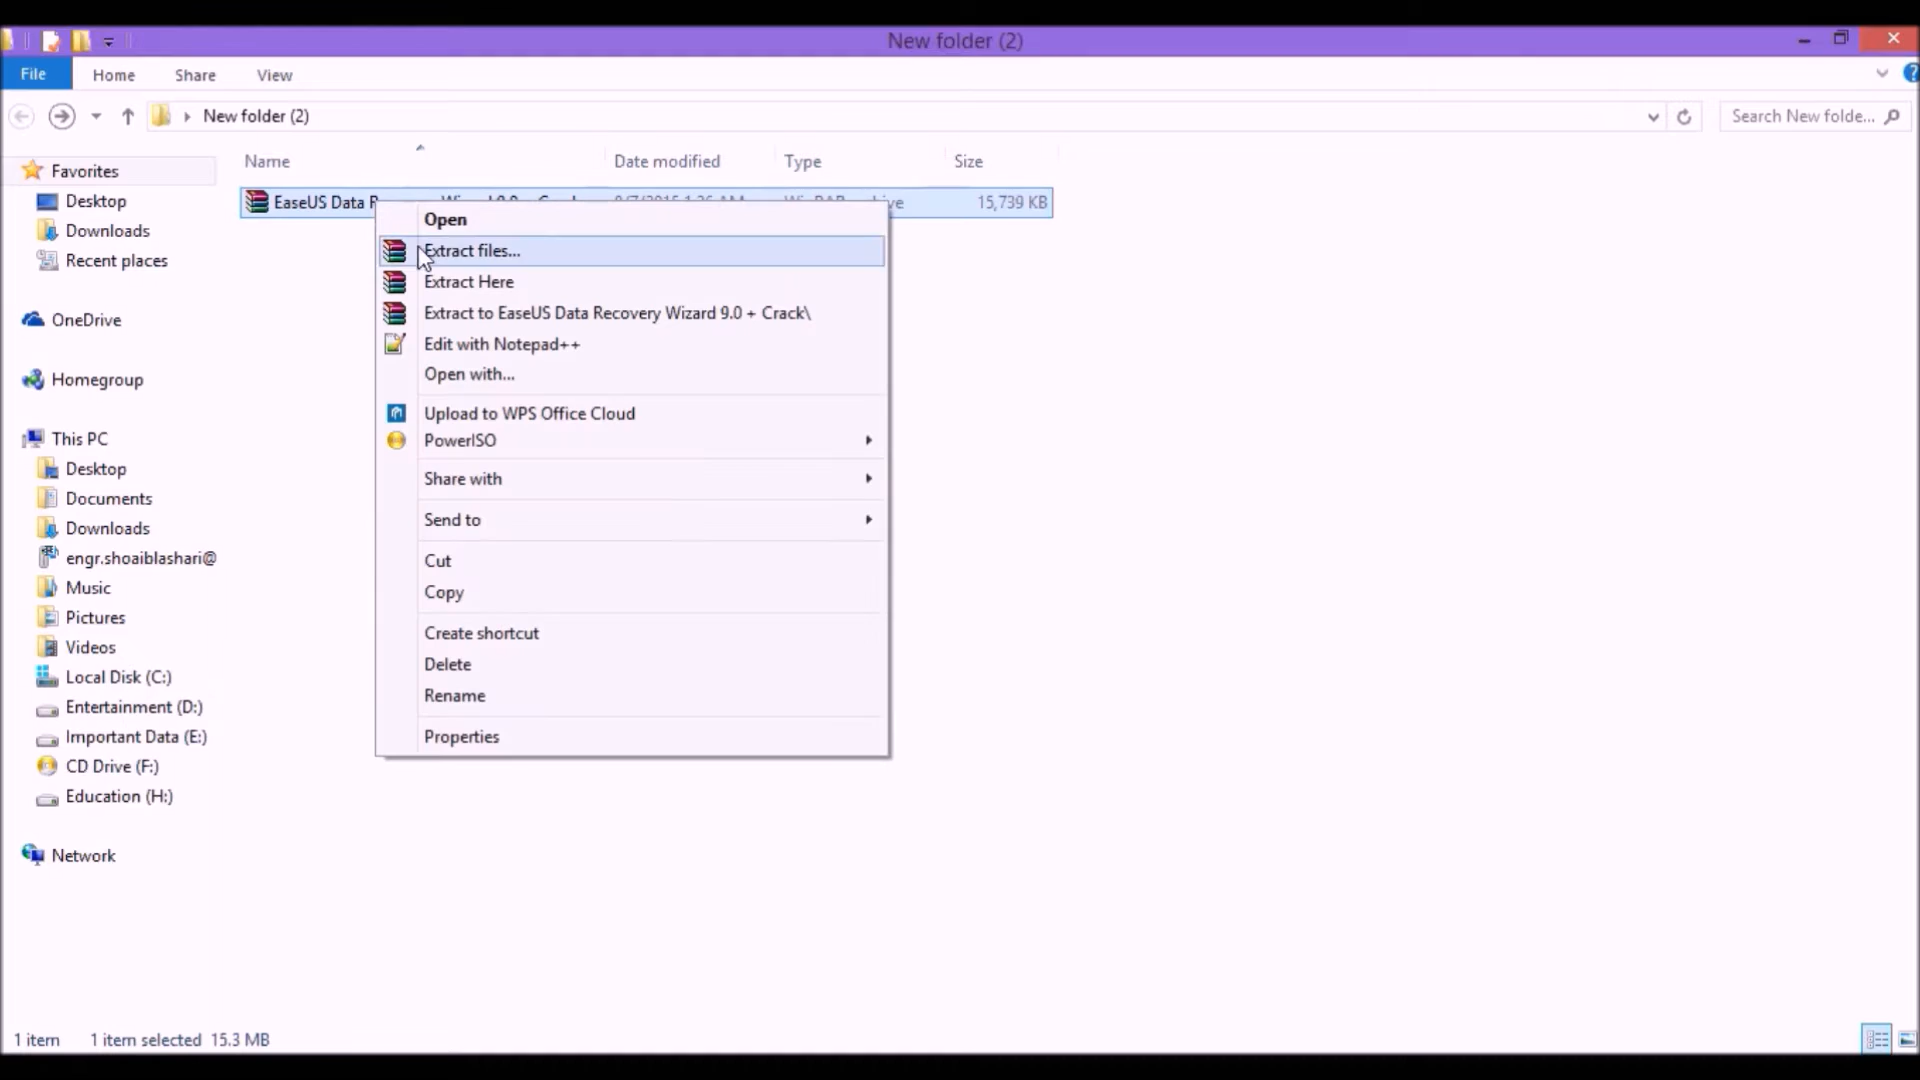 New folder (2)
File Home Share View
New folder (2)
Search New folde...
Name Date modified Type Size
EaseUS Data 15,739 KB
Open
Extract files...
Extract Here
Extract to EaseUS Data Recovery Wizard 9.0 + Crack\
Edit with Notepad++
Open with...
Upload to WPS Office Cloud
PowerISO
Share with
Send to
Cut
Copy
Create shortcut
Delete
Rename
Properties
Favorites
Desktop
Downloads
Recent places
OneDrive
Homegroup
This PC
Desktop
Documents
Downloads
engr.shoaiblashari@
Music
Pictures
Videos
Local Disk (C:)
Entertainment (D:)
Important Data (E:)
CD Drive (F:)
Education (H:)
Network
1 item 1 item selected 15.3 MB